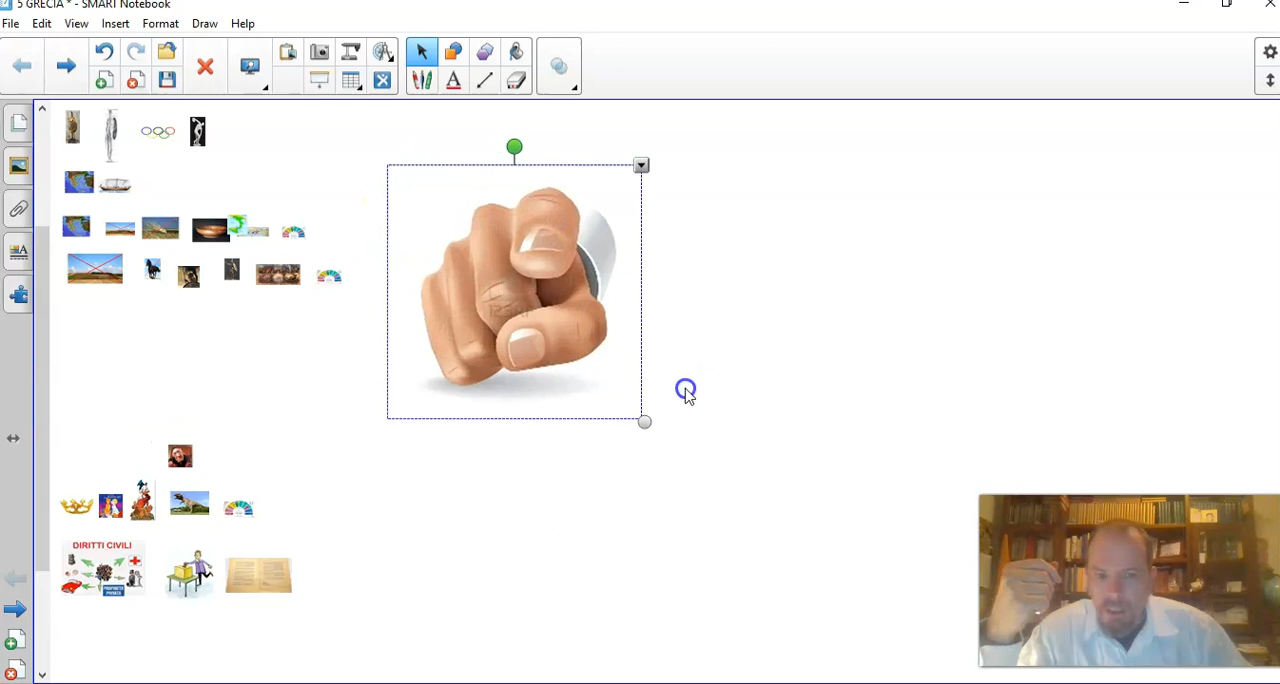 5 GRECIA * - SMART Notebook
File Edit View Insert Format Draw Help
DIRITTI CIVILI